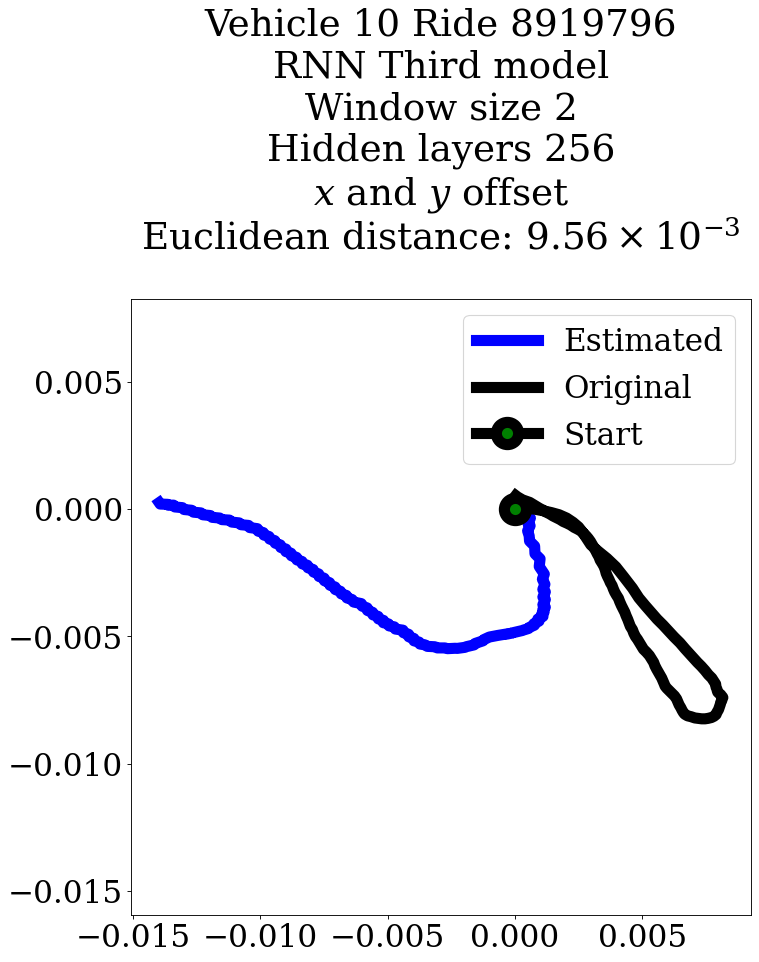 Vehicle 10 Ride 8919796
RNN Third model
Window size 2
Hidden layers 256
x and y offset
Euclidean distance: 9.56 × 10⁻³
Estimated
Original
Start
0.005
0.000
−0.005
−0.010
−0.015
−0.015 −0.010 −0.005 0.000 0.005